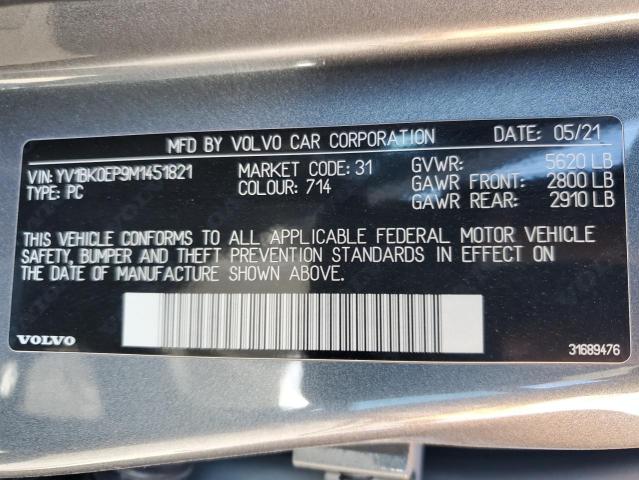 MFD BY VOLVO CAR CORPORATION DATE: 05/21
VIN: YV1BK0EP9M1451821 MARKET CODE: 31 GVWR: 5620 LB
TYPE: PC COLOUR: 714 GAWR FRONT: 2800 LB
GAWR REAR: 2910 LB
THIS VEHICLE CONFORMS TO ALL APPLICABLE FEDERAL MOTOR VEHICLE
SAFETY, BUMPER AND THEFT PREVENTION STANDARDS IN EFFECT ON
THE DATE OF MANUFACTURE SHOWN ABOVE.
VOLVO 31689476